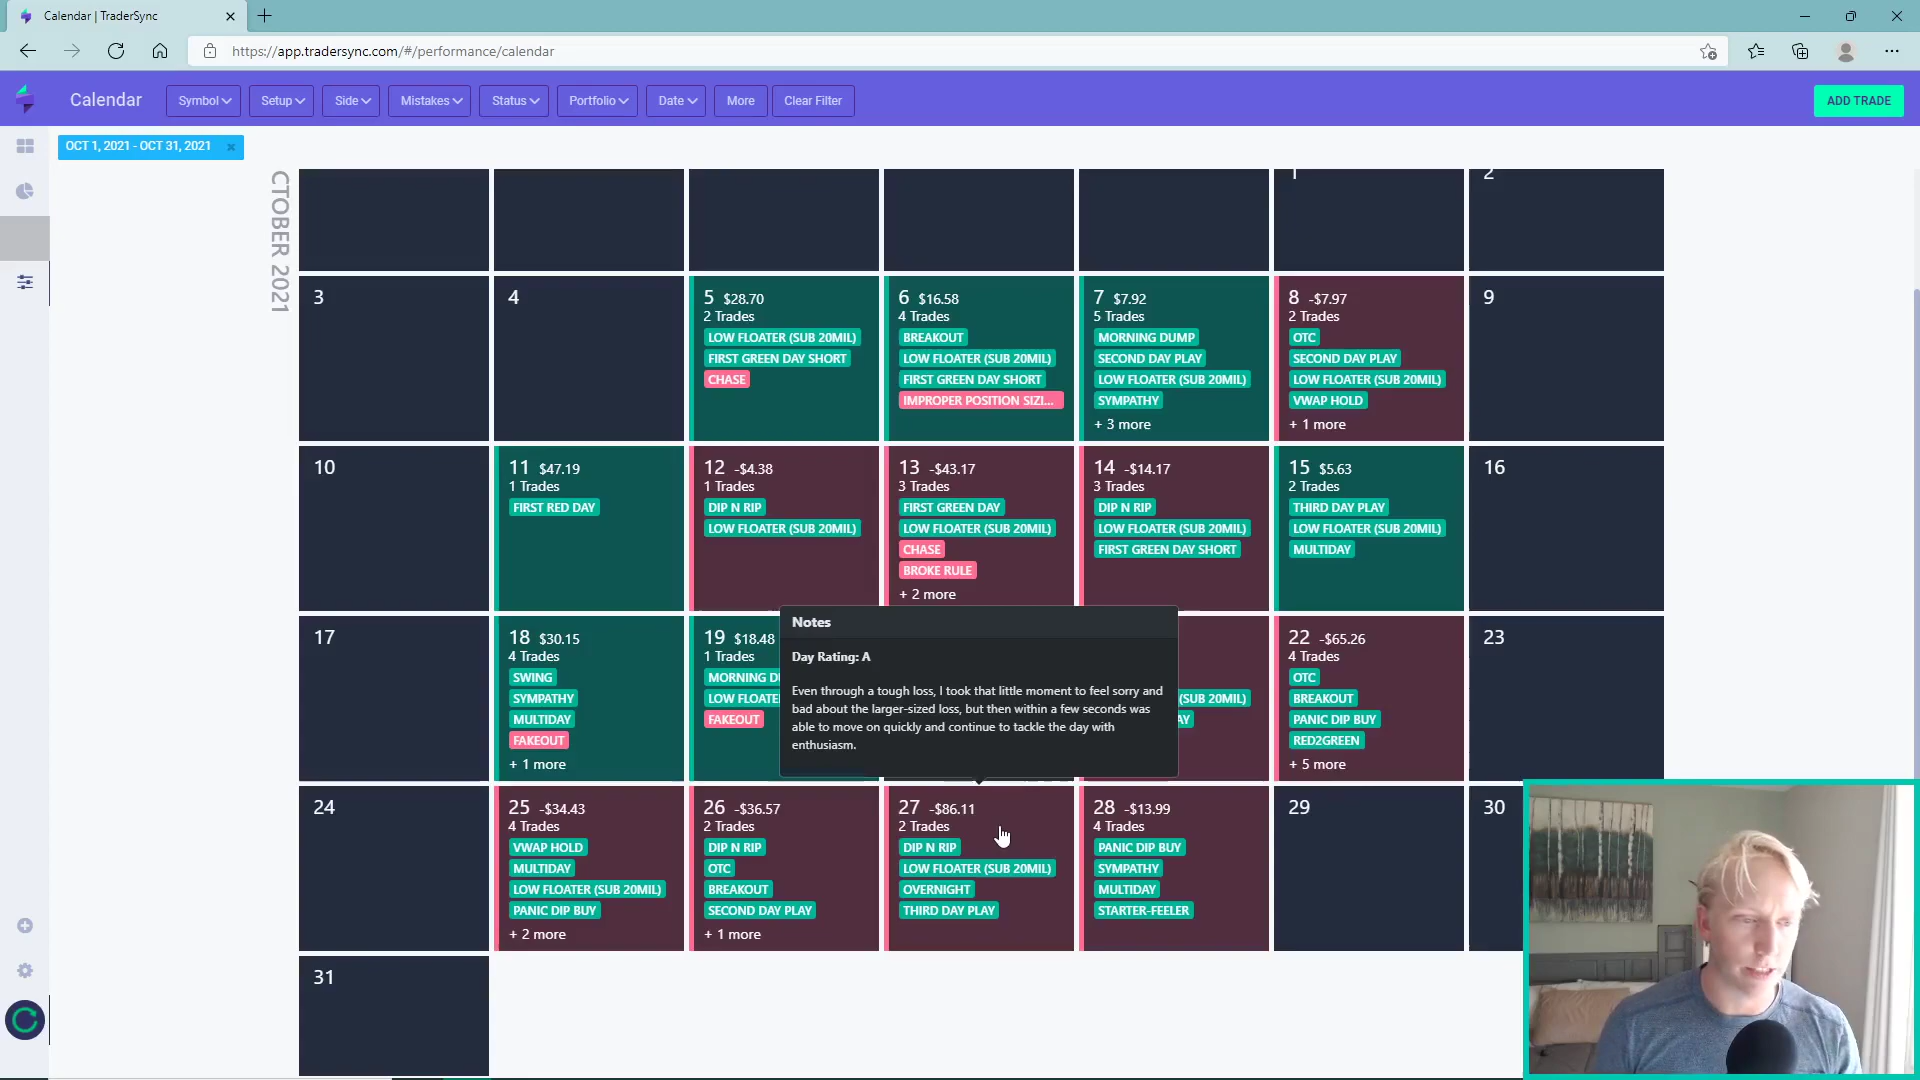 Calendar | TraderSync
https://app.tradersync.com/#/performance/calendar
Calendar
Symbol
Setup
Side
Mistakes
Status
Portfolio
Date
More
Clear Filter
ADD TRADE
OCT 1, 2021 - OCT 31, 2021
CTOBER 2021
1
2
3
4
5 $28.70
2 Trades
LOW FLOATER (SUB 20MIL)
FIRST GREEN DAY SHORT
CHASE
6 $16.58
4 Trades
BREAKOUT
LOW FLOATER (SUB 20MIL)
FIRST GREEN DAY SHORT
IMPROPER POSITION SIZI...
7 $7.92
5 Trades
MORNING DUMP
SECOND DAY PLAY
LOW FLOATER (SUB 20MIL)
SYMPATHY
+ 3 more
8 -$7.97
2 Trades
OTC
SECOND DAY PLAY
LOW FLOATER (SUB 20MIL)
VWAP HOLD
+ 1 more
9
10
11 $47.19
1 Trades
FIRST RED DAY
12 -$4.38
1 Trades
DIP N RIP
LOW FLOATER (SUB 20MIL)
13 -$43.17
3 Trades
FIRST GREEN DAY
LOW FLOATER (SUB 20MIL)
CHASE
BROKE RULE
+ 2 more
14 -$14.17
3 Trades
DIP N RIP
LOW FLOATER (SUB 20MIL)
FIRST GREEN DAY SHORT
15 $5.63
2 Trades
THIRD DAY PLAY
LOW FLOATER (SUB 20MIL)
MULTIDAY
16
17
18 $30.15
4 Trades
SWING
SYMPATHY
MULTIDAY
FAKEOUT
+ 1 more
19 $18.48
1 Trades
MORNING D
LOW FLOATE
FAKEOUT
Notes
Day Rating: A
Even through a tough loss, I took that little moment to feel sorry and
bad about the larger-sized loss, but then within a few seconds was
able to move on quickly and continue to tackle the day with
enthusiasm.
(SUB 20MIL)
AY
22 -$65.26
4 Trades
OTC
BREAKOUT
PANIC DIP BUY
RED2GREEN
+ 5 more
23
24
25 -$34.43
4 Trades
VWAP HOLD
MULTIDAY
LOW FLOATER (SUB 20MIL)
PANIC DIP BUY
+ 2 more
26 -$36.57
2 Trades
DIP N RIP
OTC
BREAKOUT
SECOND DAY PLAY
+ 1 more
27 -$86.11
2 Trades
DIP N RIP
LOW FLOATER (SUB 20MIL)
OVERNIGHT
THIRD DAY PLAY
28 -$13.99
4 Trades
PANIC DIP BUY
SYMPATHY
MULTIDAY
STARTER-FEELER
29
30
31